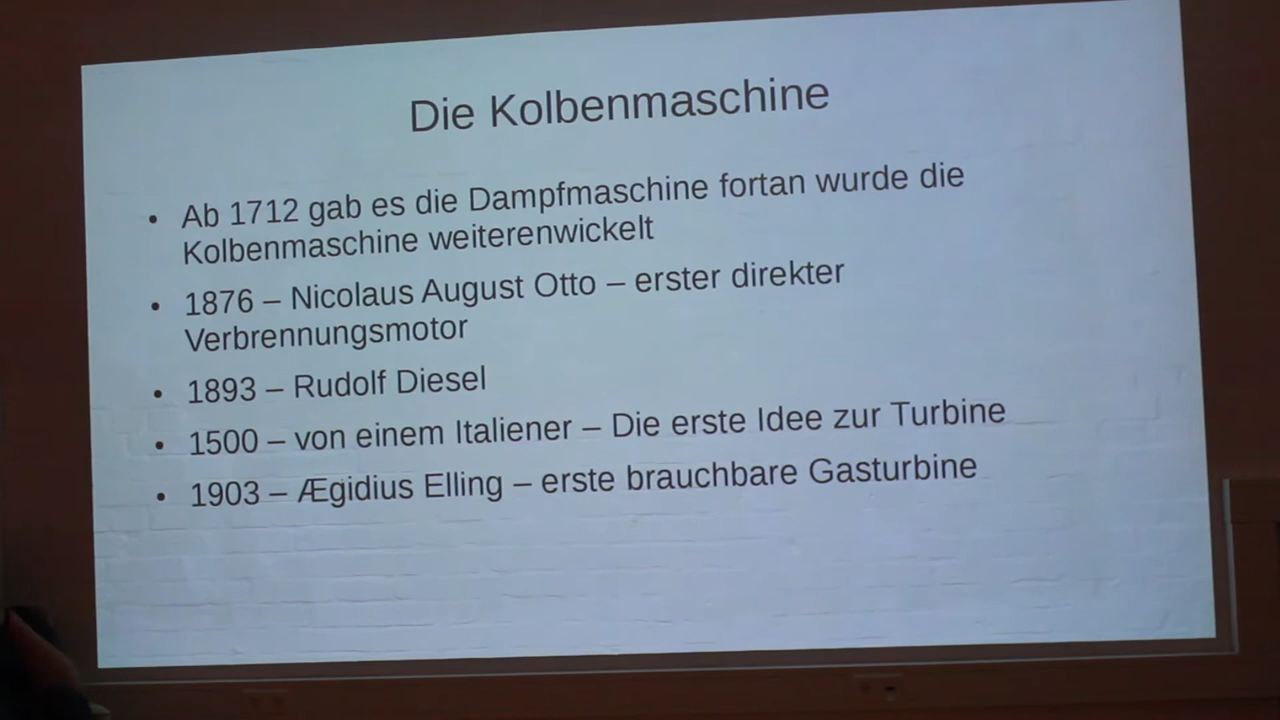 Die Kolbenmaschine
• Ab 1712 gab es die Dampfmaschine fortan wurde die
Kolbenmaschine weiterenwickelt
• 1876 – Nicolaus August Otto – erster direkter
Verbrennungsmotor
• 1893 – Rudolf Diesel
• 1500 – von einem Italiener – Die erste Idee zur Turbine
• 1903 – Ægidius Elling – erste brauchbare Gasturbine